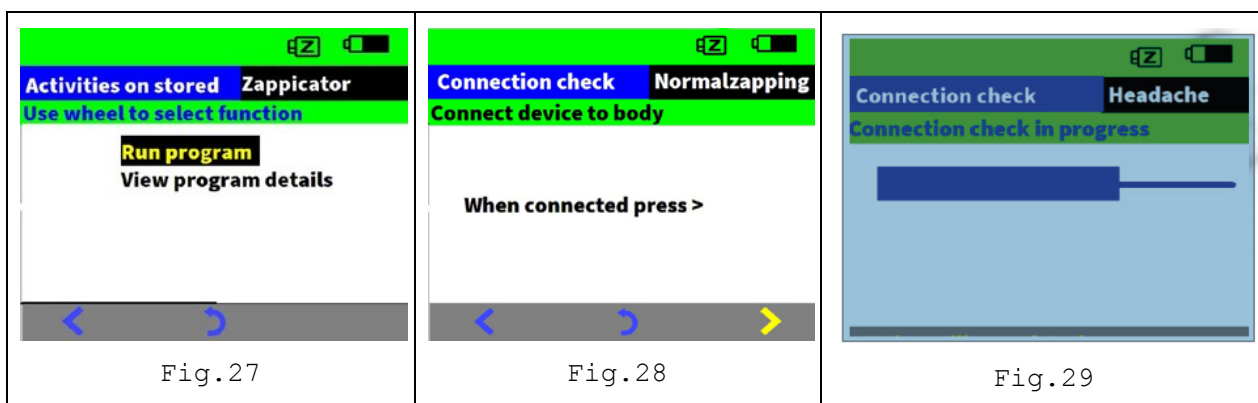 Z
Activities on stored Zappicator
Use wheel to select function
Run program
View program details
Fig.27
Z
Connection check Normalzapping
Connect device to body
When connected press >
Fig.28
Z
Connection check Headache
Connection check in progress
Fig.29